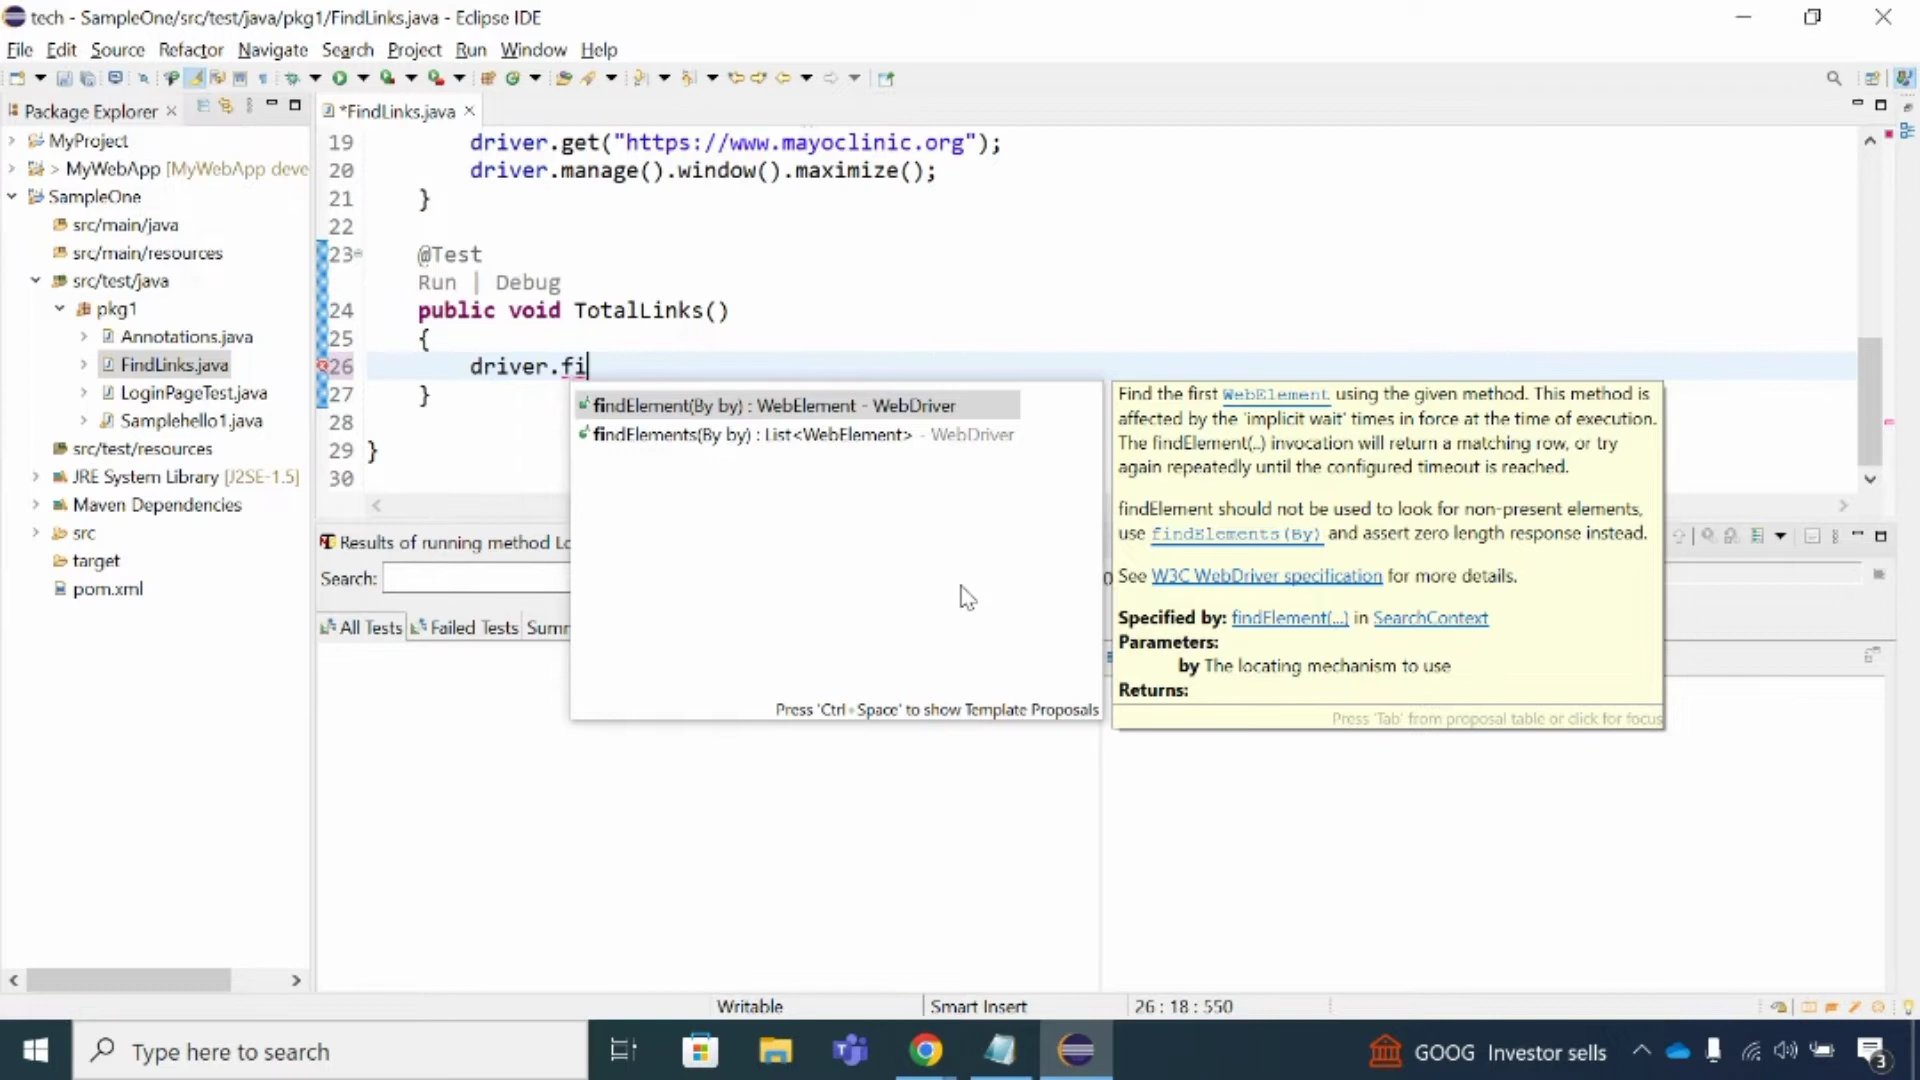 tech - SampleOne/src/test/java/pkg1/FindLinks.java - Eclipse IDE
File Edit Source Refactor Navigate Search Project Run Window Help
Package Explorer
MyProject
> MyWebApp [MyWebApp deve
SampleOne
src/main/java
src/main/resources
src/test/java
pkg1
Annotations.java
FindLinks.java
LoginPageTest.java
Samplehello1.java
src/test/resources
JRE System Library [J2SE-1.5]
Maven Dependencies
src
target
pom.xml
*FindLinks.java
19 driver.get("https://www.mayoclinic.org");
20 driver.manage().window().maximize();
21 }
22
23 @Test
Run | Debug
24 public void TotalLinks()
25 {
26 driver.fi
27 }
28
29 }
30
findElement(By by) : WebElement - WebDriver
findElements(By by) : List<WebElement> - WebDriver
Press 'Ctrl+Space' to show Template Proposals
Find the first WebElement using the given method. This method is
affected by the 'implicit wait' times in force at the time of execution.
The findElement(..) invocation will return a matching row, or try
again repeatedly until the configured timeout is reached.
findElement should not be used to look for non-present elements,
use findElements(By) and assert zero length response instead.
See W3C WebDriver specification for more details.
Specified by: findElement(...) in SearchContext
Parameters:
by The locating mechanism to use
Returns:
Press 'Tab' from proposal table or click for focus
Results of running method Lo
Search:
All Tests Failed Tests Summ
Writable Smart Insert 26 : 18 : 550
Type here to search
GOOG Investor sells
3